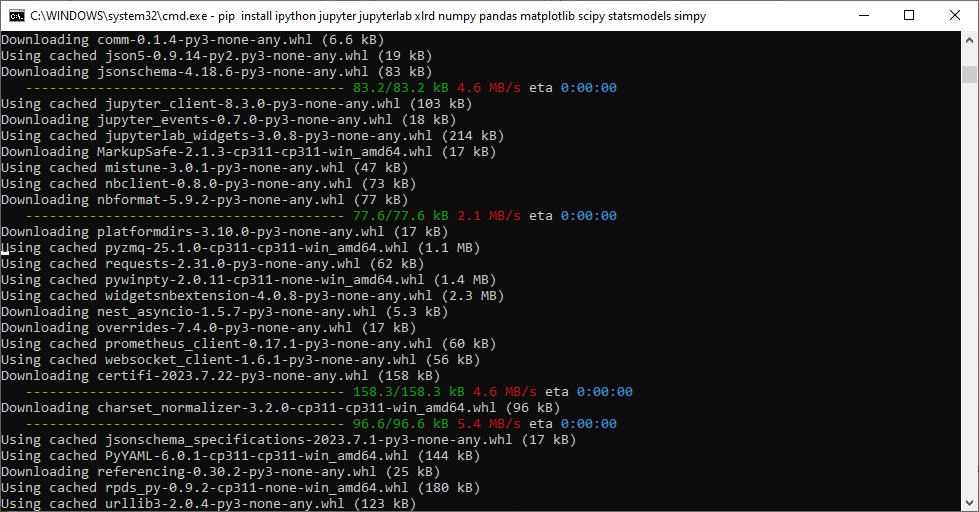 C:\WINDOWS\system32\cmd.exe - pip  install ipython jupyter jupyterlab xlrd numpy pandas matplotlib scipy statsmodels simpy
Downloading comm-0.1.4-py3-none-any.whl (6.6 kB)
Using cached json5-0.9.14-py2.py3-none-any.whl (19 kB)
Downloading jsonschema-4.18.6-py3-none-any.whl (83 kB)
---------------------------------------- 83.2/83.2 kB 4.6 MB/s eta 0:00:00
Using cached jupyter_client-8.3.0-py3-none-any.whl (103 kB)
Downloading jupyter_events-0.7.0-py3-none-any.whl (18 kB)
Using cached jupyterlab_widgets-3.0.8-py3-none-any.whl (214 kB)
Downloading MarkupSafe-2.1.3-cp311-cp311-win_amd64.whl (17 kB)
Using cached mistune-3.0.1-py3-none-any.whl (47 kB)
Using cached nbclient-0.8.0-py3-none-any.whl (73 kB)
Downloading nbformat-5.9.2-py3-none-any.whl (77 kB)
---------------------------------------- 77.6/77.6 kB 2.1 MB/s eta 0:00:00
Downloading platformdirs-3.10.0-py3-none-any.whl (17 kB)
Using cached pyzmq-25.1.0-cp311-cp311-win_amd64.whl (1.1 MB)
Using cached requests-2.31.0-py3-none-any.whl (62 kB)
Using cached pywinpty-2.0.11-cp311-none-win_amd64.whl (1.4 MB)
Using cached widgetsnbextension-4.0.8-py3-none-any.whl (2.3 MB)
Downloading nest_asyncio-1.5.7-py3-none-any.whl (5.3 kB)
Downloading overrides-7.4.0-py3-none-any.whl (17 kB)
Using cached prometheus_client-0.17.1-py3-none-any.whl (60 kB)
Using cached websocket_client-1.6.1-py3-none-any.whl (56 kB)
Downloading certifi-2023.7.22-py3-none-any.whl (158 kB)
---------------------------------------- 158.3/158.3 kB 4.6 MB/s eta 0:00:00
Downloading charset_normalizer-3.2.0-cp311-cp311-win_amd64.whl (96 kB)
---------------------------------------- 96.6/96.6 kB 5.4 MB/s eta 0:00:00
Using cached jsonschema_specifications-2023.7.1-py3-none-any.whl (17 kB)
Using cached PyYAML-6.0.1-cp311-cp311-win_amd64.whl (144 kB)
Downloading referencing-0.30.2-py3-none-any.whl (25 kB)
Using cached rpds_py-0.9.2-cp311-none-win_amd64.whl (180 kB)
Using cached urllib3-2.0.4-py3-none-any.whl (123 kB)